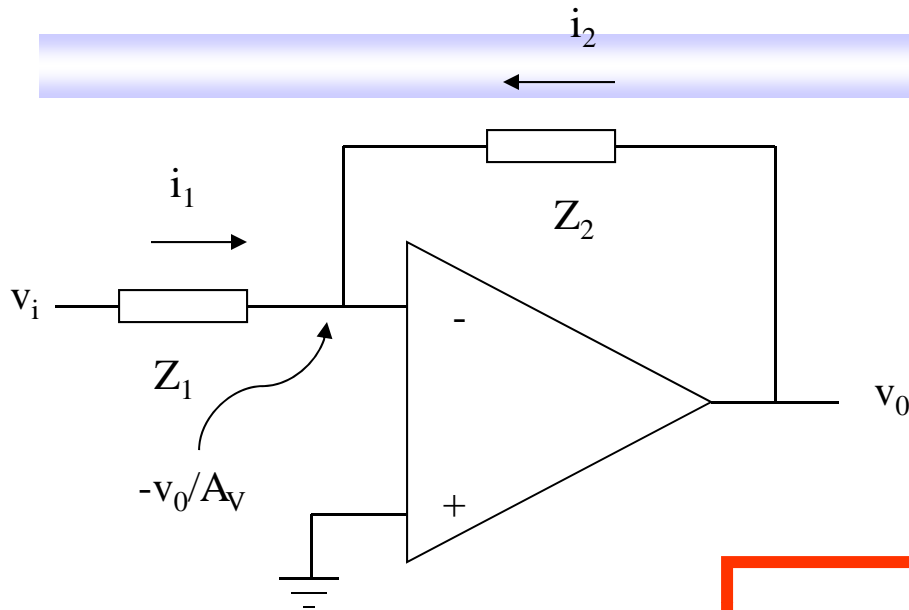 i₂
i₁
Z₂
vᵢ
-
Z₁
v₀
-v₀/Aᵥ
+